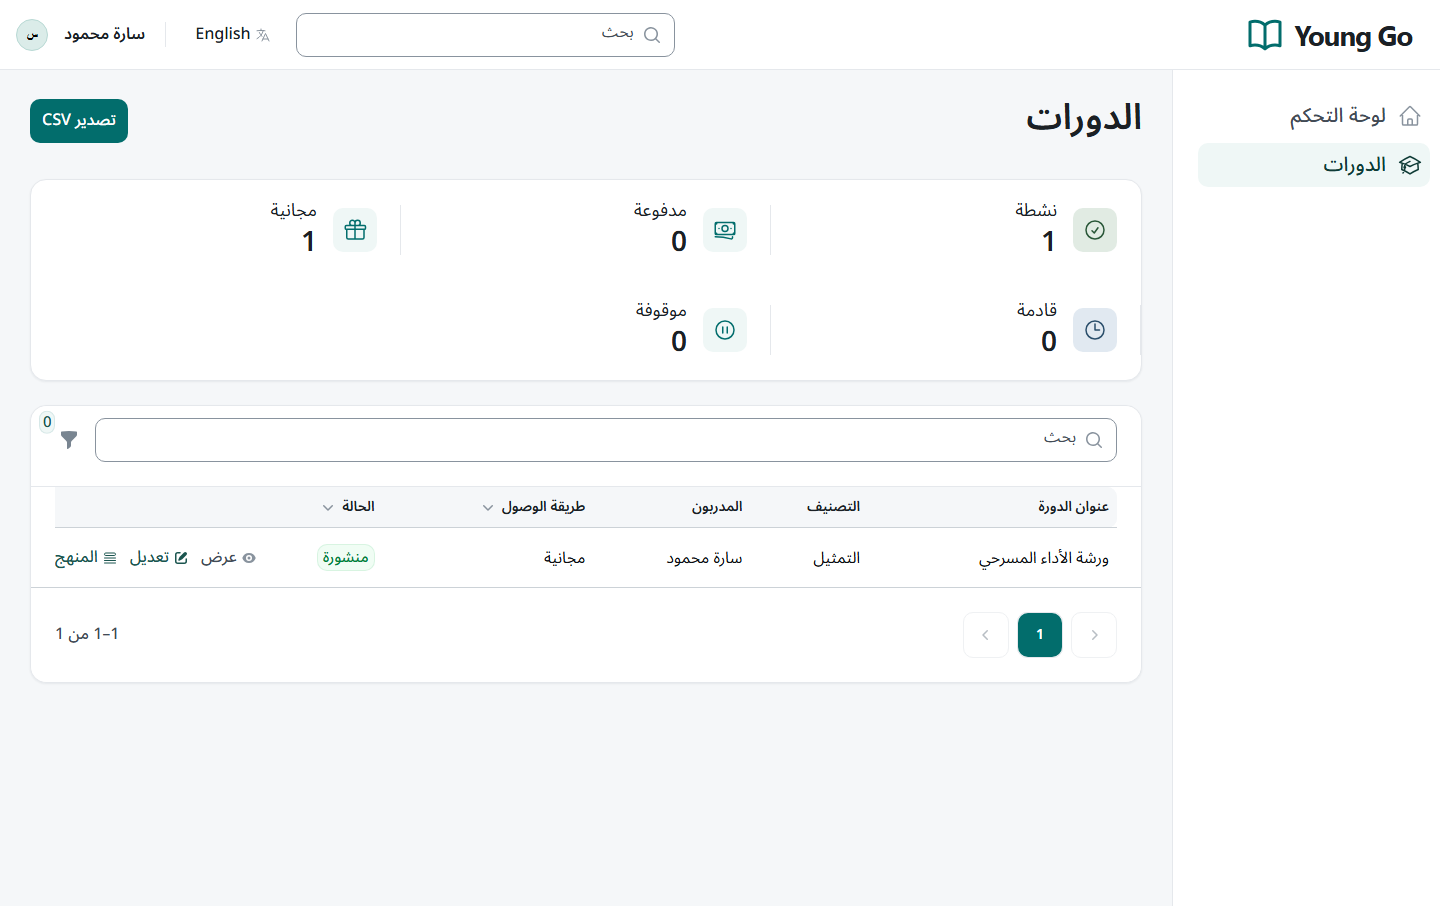 Young Go
بحث
English
سارة محمود
س
لوحة التحكم
الدورات
الدورات
تصدير CSV
نشطة
1
مدفوعة
0
مجانية
1
قادمة
0
موقوفة
0
بحث
0
عنوان الدورة التصنيف المدربون طريقة الوصول الحالة
ورشة الأداء المسرحي التمثيل سارة محمود مجانية منشورة عرض تعديل المنهج
1
1–1 من 1